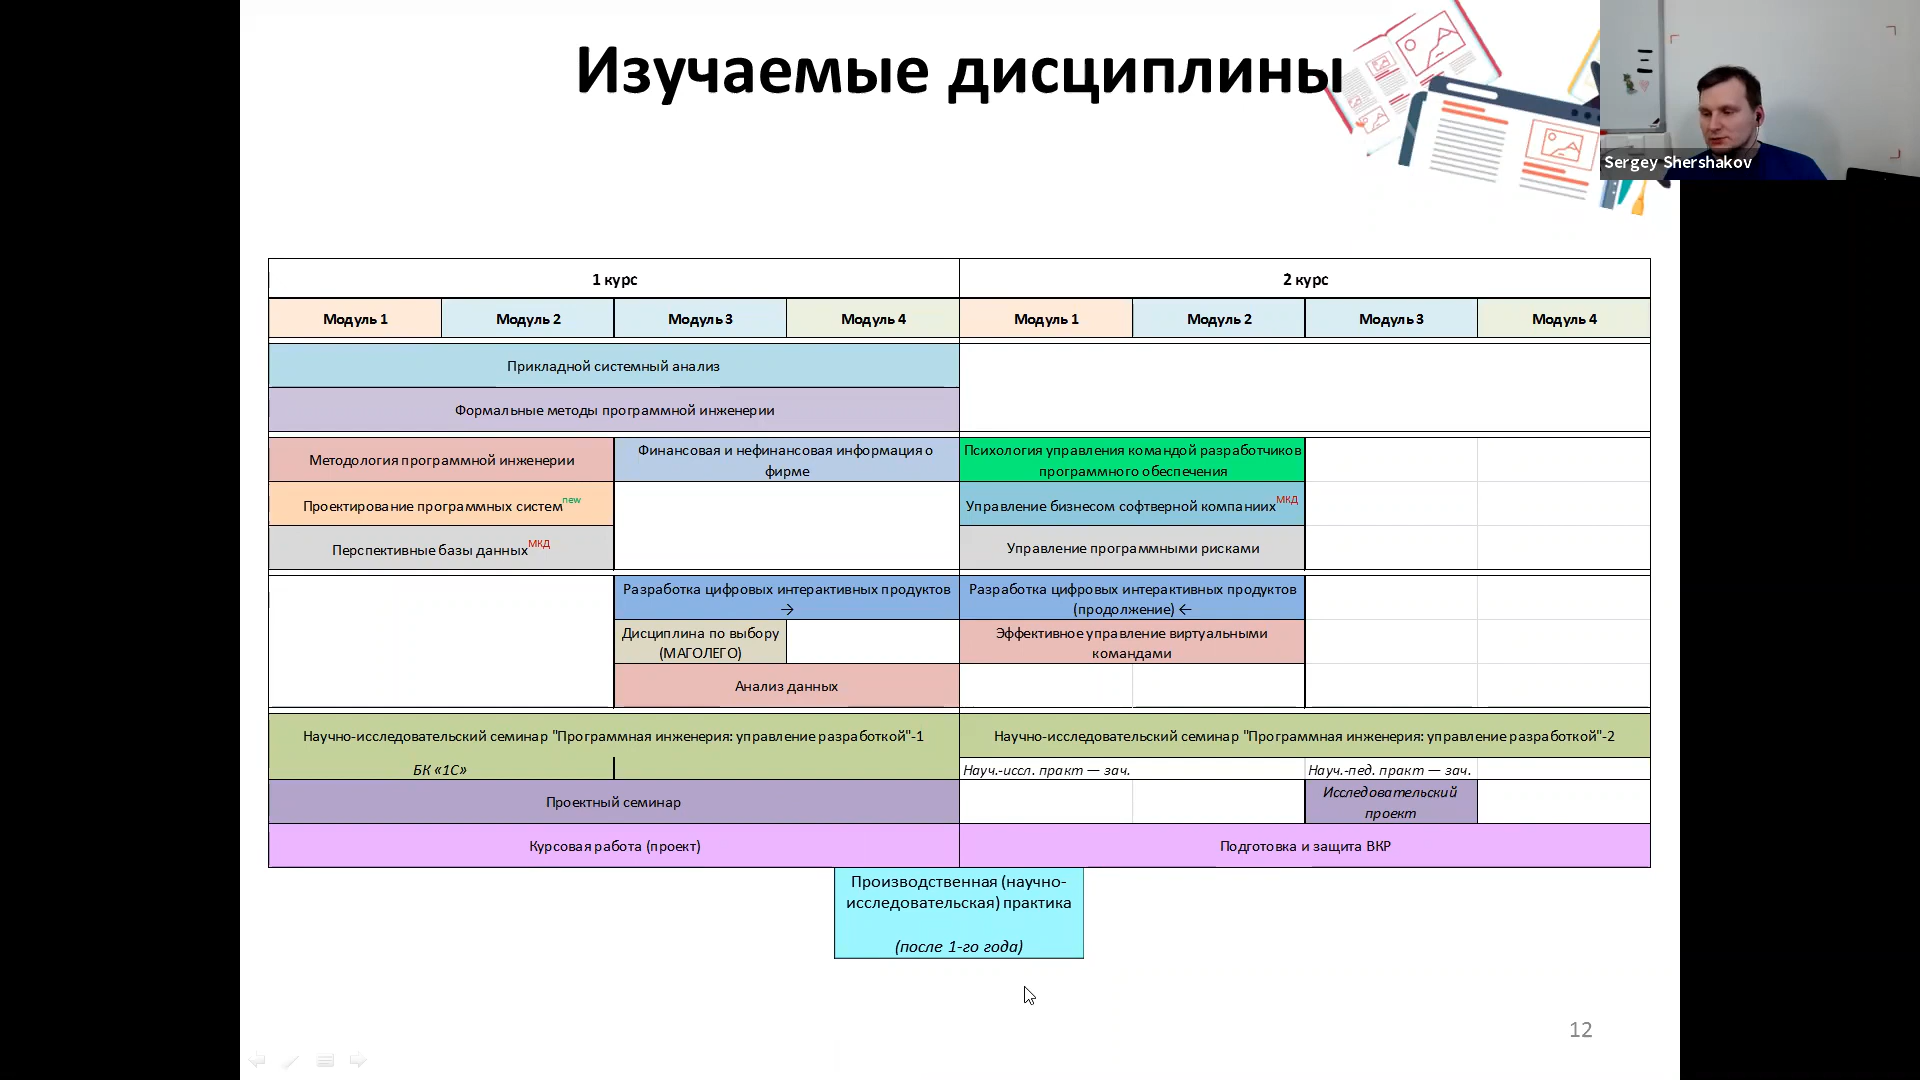 Изучаемые дисциплины
Sergey Shershakov
1 курс
2 курс
Модуль 1
Модуль 2
Модуль 3
Модуль 4
Модуль 1
Модуль 2
Модуль 3
Модуль 4
Прикладной системный анализ
Формальные методы программной инженерии
Методология программной инженерии
Финансовая и нефинансовая информация о
фирме
Психология управления командой разработчиков
программного обеспечения
Проектирование программных систем new
Управление бизнесом софтверной компаниих МКД
Перспективные базы данных МКД
Управление программными рисками
Разработка цифровых интерактивных продуктов
→
Разработка цифровых интерактивных продуктов
(продолжение) ←
Дисциплина по выбору
(МАГОЛЕГО)
Эффективное управление виртуальными
командами
Анализ данных
Научно-исследовательский семинар "Программная инженерия: управление разработкой"-1
Научно-исследовательский семинар "Программная инженерия: управление разработкой"-2
БК «1С»
Науч.-иссл. практ — зач.
Науч.-пед. практ — зач.
Проектный семинар
Исследовательский
проект
Курсовая работа (проект)
Подготовка и защита ВКР
Производственная (научно-
исследовательская) практика
(после 1-го года)
12